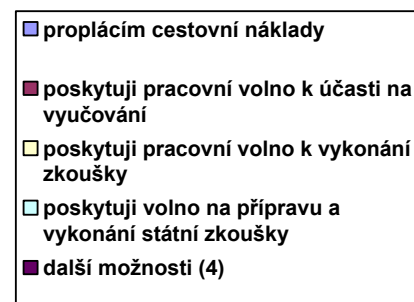 proplácím cestovní náklady
poskytuji pracovní volno k účasti na
vyučování
poskytuji pracovní volno k vykonání
zkoušky
poskytuji volno na přípravu a
vykonání státní zkoušky
další možnosti (4)